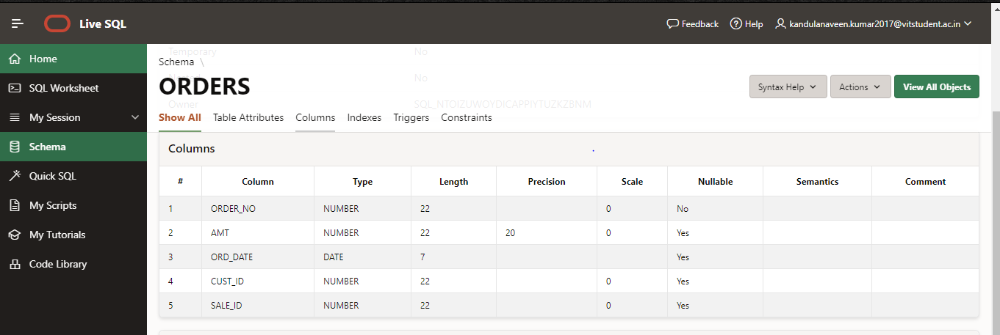 Live SQL
Feedback
Help
kandulanaveen.kumar2017@vitstudent.ac.in
Home
SQL Worksheet
My Session
Schema
Quick SQL
My Scripts
My Tutorials
Code Library
Temporary No
Schema \
No
ORDERS
Syntax Help
Actions
View All Objects
Owner SQL_NTOIZUWOYDICAPPIYTUZKZBNM
Show All Table Attributes Columns Indexes Triggers Constraints
Columns .
# Column Type Length Precision Scale Nullable Semantics Comment
1 ORDER_NO NUMBER 22 0 No
2 AMT NUMBER 22 20 0 Yes
3 ORD_DATE DATE 7 Yes
4 CUST_ID NUMBER 22 0 Yes
5 SALE_ID NUMBER 22 0 Yes